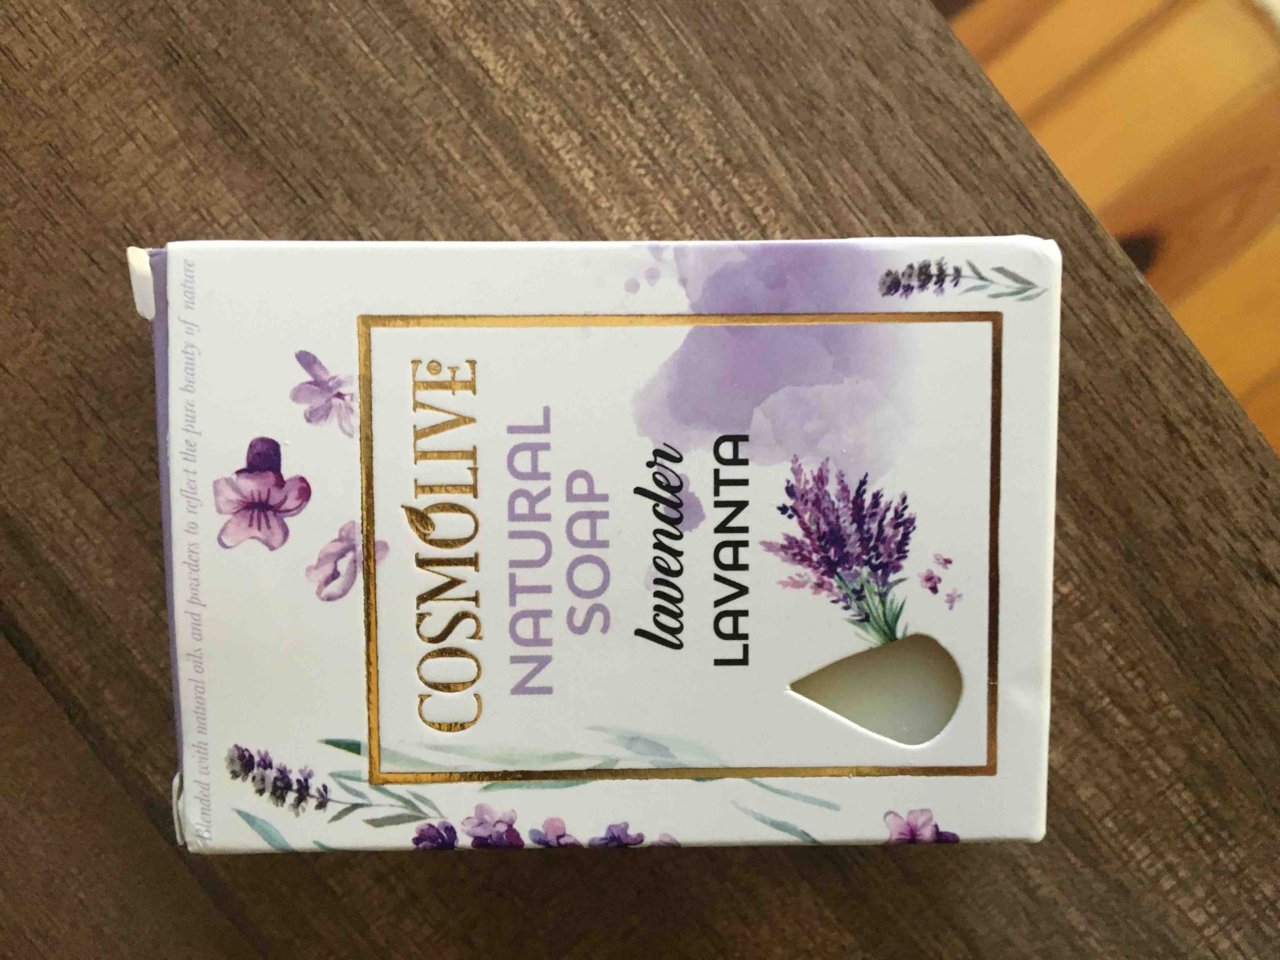 Blended with natural oils and powders to reflect the pure beauty of nature
COSMOLIVE®
NATURAL
SOAP
lavender
LAVANTA